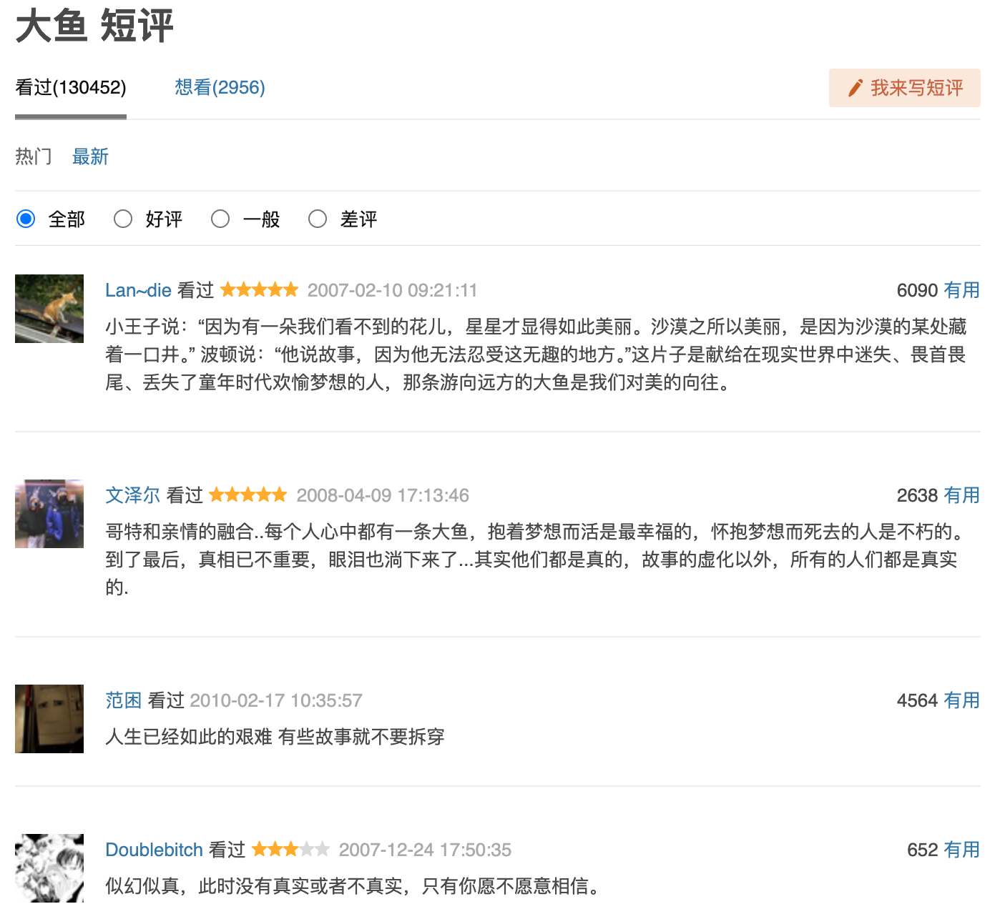 大鱼 短评
看过(130452) 想看(2956) 我来写短评
热门 最新
全部 好评 一般 差评
Lan~die 看过 2007-02-10 09:21:11 6090 有用
小王子说：“因为有一朵我们看不到的花儿，星星才显得如此美丽。沙漠之所以美丽，是因为沙漠的某处藏
着一口井。” 波顿说：“他说故事，因为他无法忍受这无趣的地方。”这片子是献给在现实世界中迷失、畏首畏
尾、丢失了童年时代欢愉梦想的人，那条游向远方的大鱼是我们对美的向往。
文泽尔 看过 2008-04-09 17:13:46 2638 有用
哥特和亲情的融合..每个人心中都有一条大鱼，抱着梦想而活是最幸福的，怀抱梦想而死去的人是不朽的。
到了最后，真相已不重要，眼泪也淌下来了...其实他们都是真的，故事的虚化以外，所有的人们都是真实
的.
范困 看过 2010-02-17 10:35:57 4564 有用
人生已经如此的艰难 有些故事就不要拆穿
Doublebitch 看过 2007-12-24 17:50:35 652 有用
似幻似真，此时没有真实或者不真实，只有你愿不愿意相信。